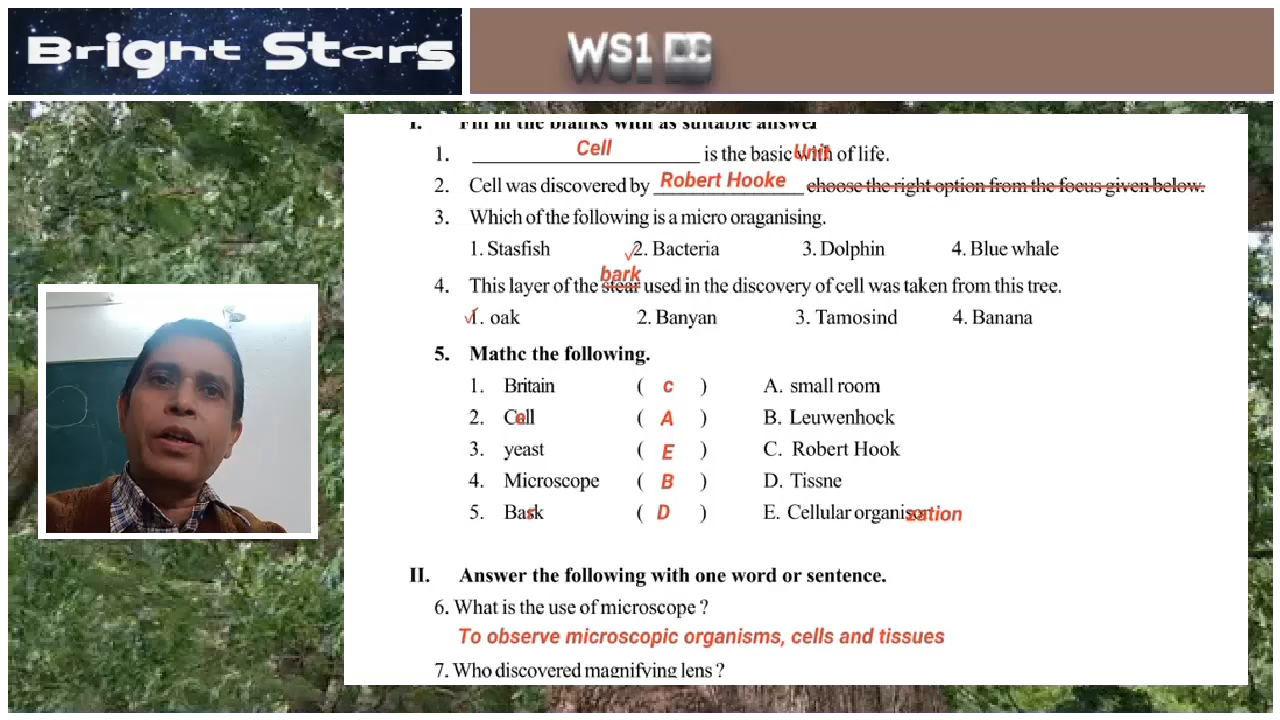 Bright Stars
WS1
I. Fill in the blanks with as suitable answer
1. Cell is the basic Unit of life.
2. Cell was discovered by Robert Hooke choose the right option from the focus given below.
3. Which of the following is a micro oraganising.
1. Stasfish 2. Bacteria 3. Dolphin 4. Blue whale
4. This layer of the bark used in the discovery of cell was taken from this tree.
1. oak 2. Banyan 3. Tamosind 4. Banana
5. Mathc the following.
1. Britain ( c ) A. small room
2. Cell ( A ) B. Leuwenhock
3. yeast ( E ) C. Robert Hook
4. Microscope ( B ) D. Tissne
5. Bark ( D ) E. Cellular organization
II. Answer the following with one word or sentence.
6. What is the use of microscope ?
To observe microscopic organisms, cells and tissues
7. Who discovered magnifying lens ?